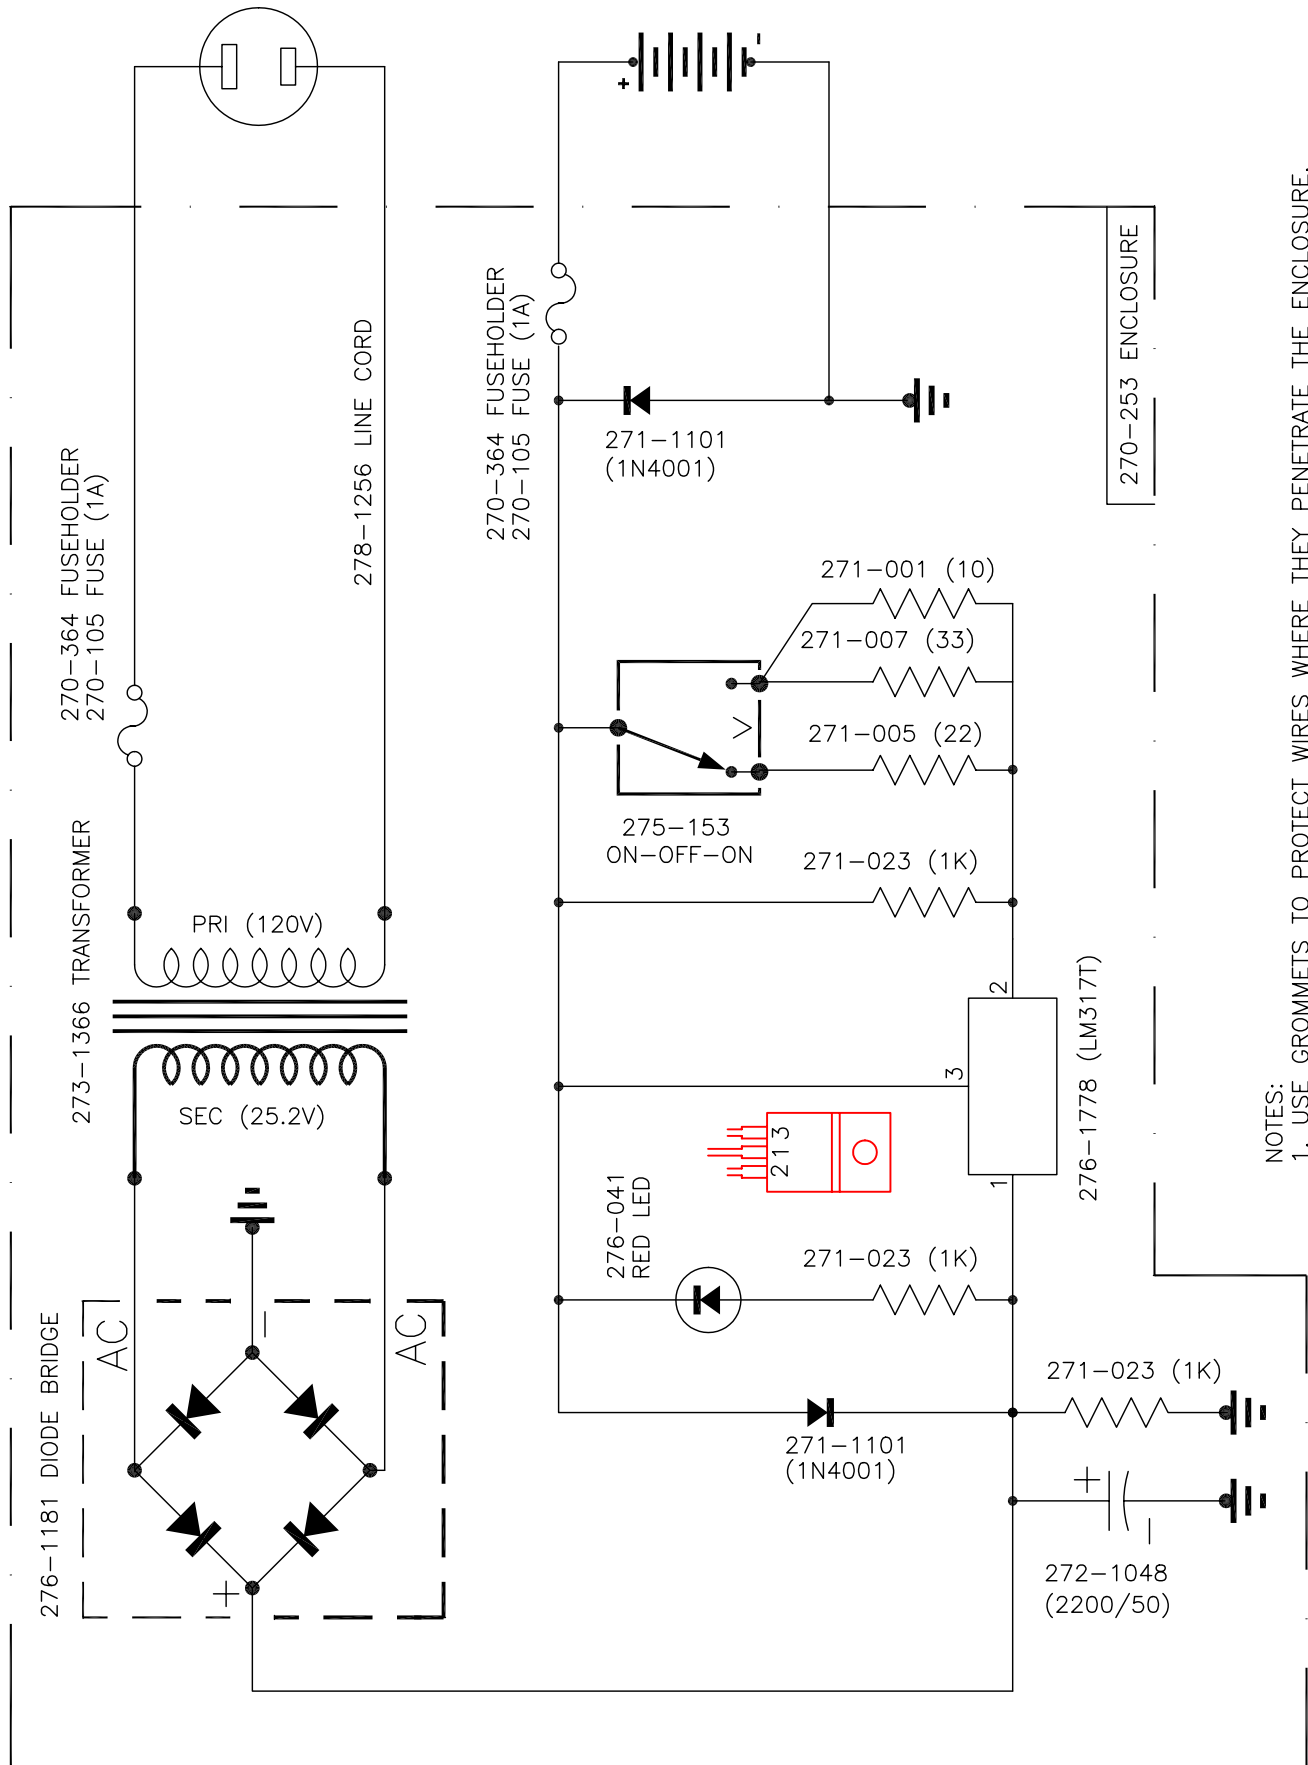 270-364 FUSEHOLDER
270-105 FUSE (1A)
278-1256 LINE CORD
273-1366 TRANSFORMER
PRI (120V)
SEC (25.2V)
276-1181 DIODE BRIDGE
AC
AC
+
-
+
-
270-364 FUSEHOLDER
270-105 FUSE (1A)
271-1101
(1N4001)
270-253 ENCLOSURE
271-001 (10)
271-007 (33)
271-005 (22)
V
275-153
ON-OFF-ON
271-023 (1K)
2
3
1
276-1778 (LM317T)
213
276-041
RED LED
271-023 (1K)
271-1101
(1N4001)
271-023 (1K)
+
-
272-1048
(2200/50)
NOTES:
1. USE GROMMETS TO PROTECT WIRES WHERE THEY PENETRATE THE ENCLOSURE.